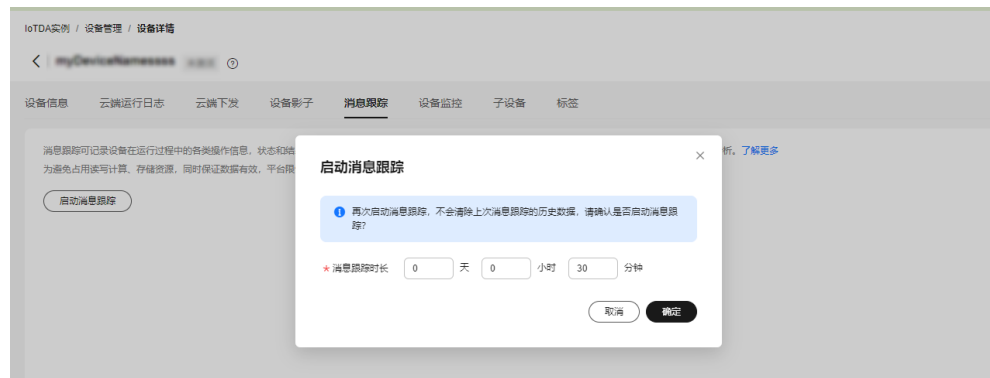 IoTDA实例 / 设备管理 / 设备详情
设备信息 云端运行日志 云端下发 设备影子 消息跟踪 设备监控 子设备 标签
消息跟踪可记录设备在运行过程中的各类操作信息、状态和结
析。了解更多
为避免占用读写计算、存储资源，同时保证数据有效，平台限
启动消息跟踪
启动消息跟踪
再次启动消息跟踪，不会清除上次消息跟踪的历史数据，请确认是否启动消息跟
踪？
* 消息跟踪时长 0 天 0 小时 30 分钟
取消 确定